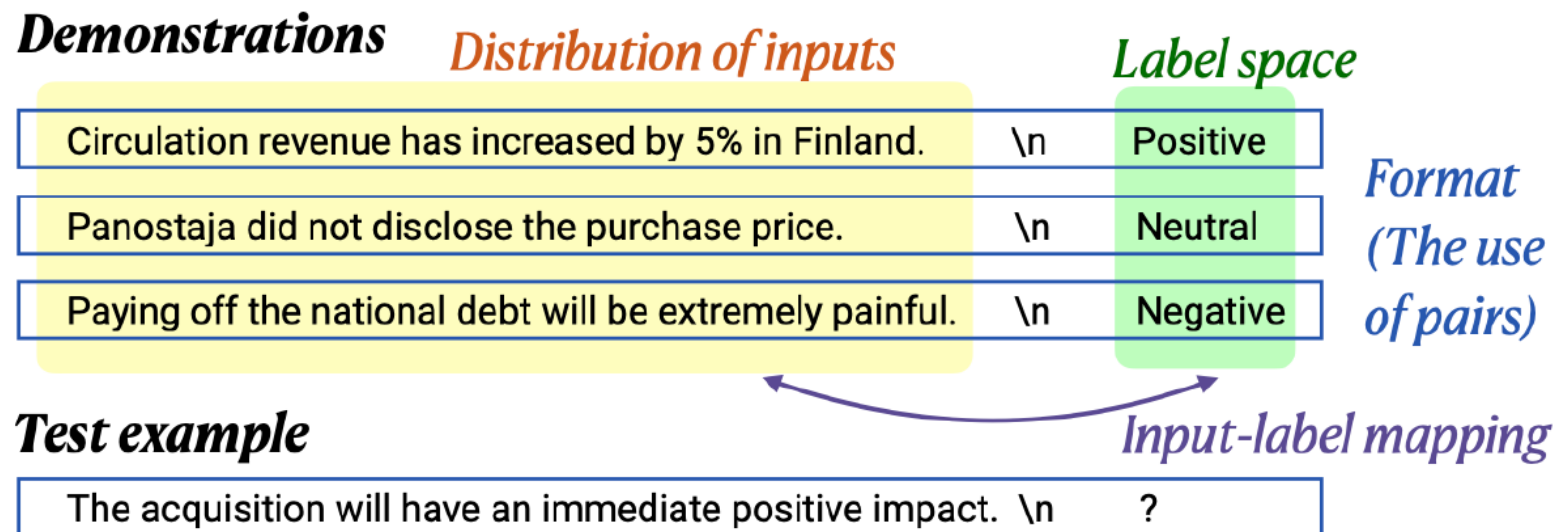 Demonstrations
Distribution of inputs
Label space
Circulation revenue has increased by 5% in Finland. \n Positive
Panostaja did not disclose the purchase price. \n Neutral
Paying off the national debt will be extremely painful. \n Negative
Format
(The use
of pairs)
Test example
Input-label mapping
The acquisition will have an immediate positive impact. \n ?